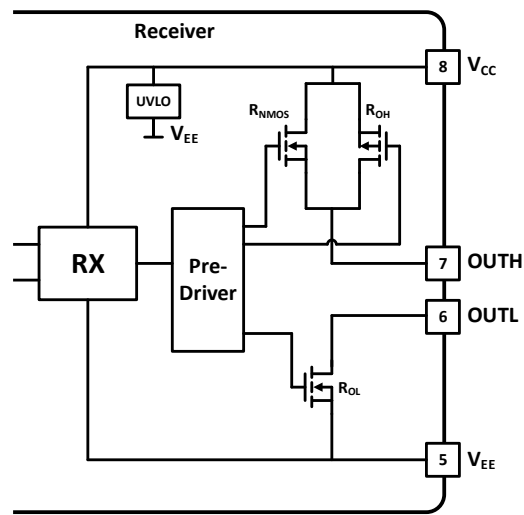 Receiver
8 V_CC
UVLO
V_EE
R_NMOS
R_OH
RX
Pre-
Driver
7 OUTH
6 OUTL
R_OL
5 V_EE